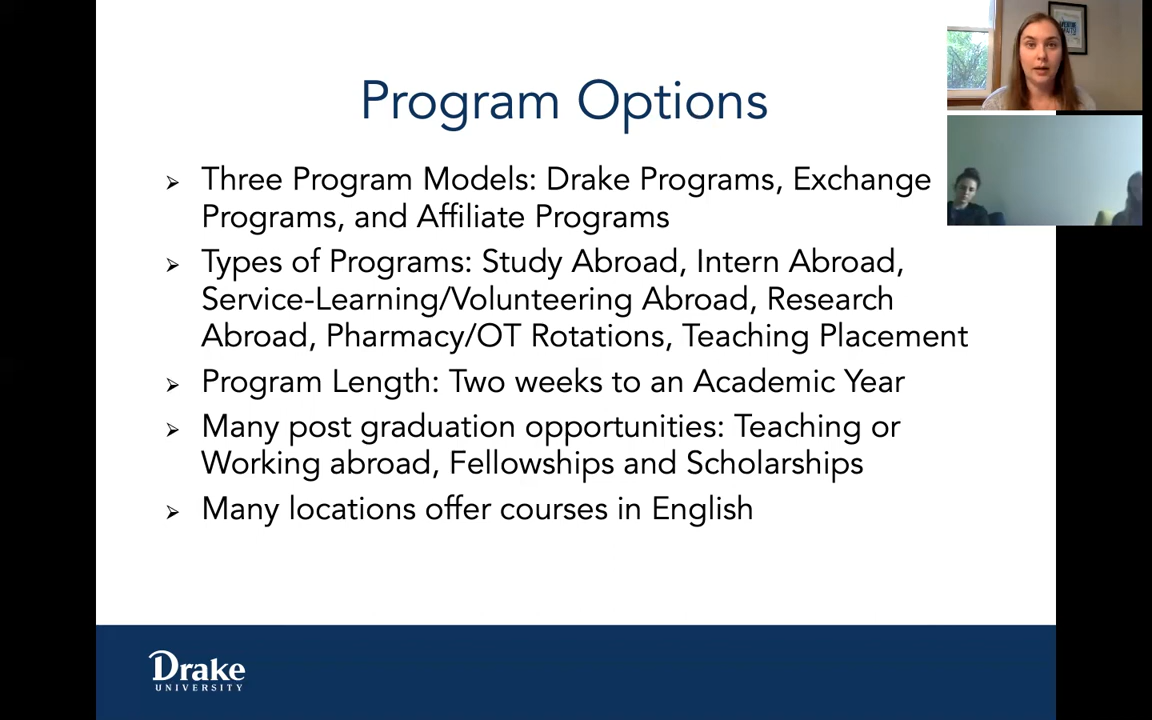 Program Options
➢ Three Program Models: Drake Programs, Exchange
Programs, and Affiliate Programs
➢ Types of Programs: Study Abroad, Intern Abroad,
Service-Learning/Volunteering Abroad, Research
Abroad, Pharmacy/OT Rotations, Teaching Placement
➢ Program Length: Two weeks to an Academic Year
➢ Many post graduation opportunities: Teaching or
Working abroad, Fellowships and Scholarships
➢ Many locations offer courses in English
Drake
UNIVERSITY